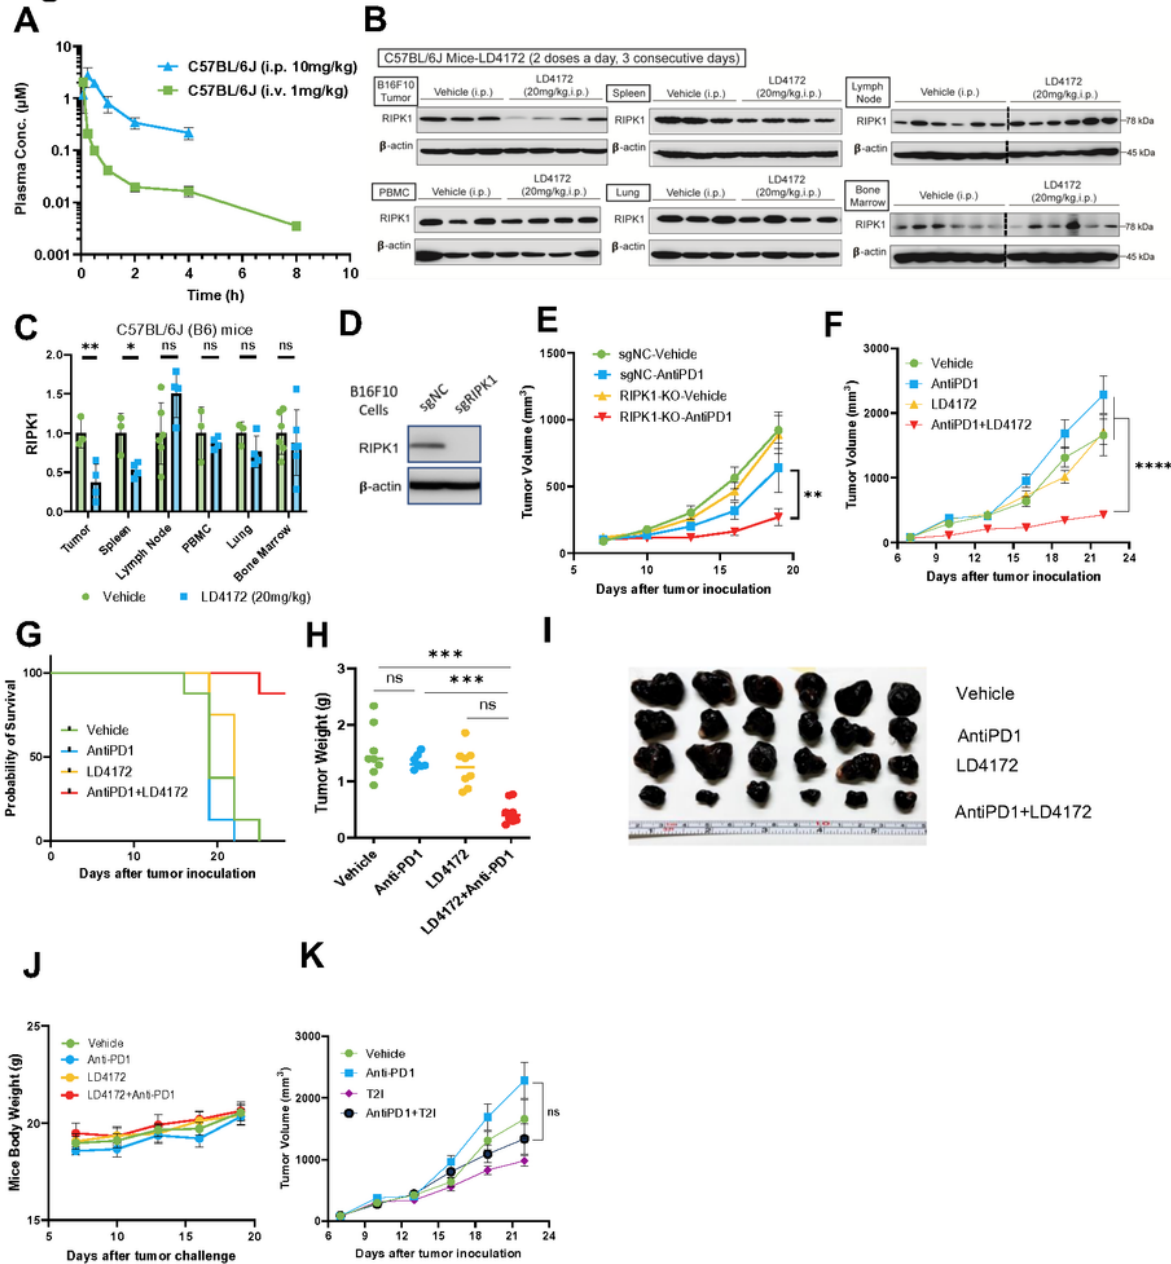 A
Plasma Conc. (µM)
10
1
0.1
0.01
0.001
0 2 4 6 8 10
Time (h)
C57BL/6J (i.p. 10mg/kg)
C57BL/6J (i.v. 1mg/kg)
B
C57BL/6J Mice-LD4172 (2 doses a day, 3 consecutive days)
B16F10
Tumor
Vehicle (i.p.)
LD4172
(20mg/kg,i.p.)
RIPK1
β-actin
Spleen
Vehicle (i.p.)
LD4172
(20mg/kg,i.p.)
RIPK1
β-actin
Lymph
Node
Vehicle (i.p.)
LD4172
(20mg/kg,i.p.)
RIPK1
78 kDa
β-actin
45 kDa
PBMC
Vehicle (i.p.)
LD4172
(20mg/kg,i.p.)
RIPK1
β-actin
Lung
Vehicle (i.p.)
LD4172
(20mg/kg,i.p.)
RIPK1
β-actin
Bone
Marrow
Vehicle (i.p.)
LD4172
(20mg/kg,i.p.)
RIPK1
78 kDa
β-actin
45 kDa
C
C57BL/6J (B6) mice
** * ns ns ns ns
RIPK1
2.0
1.5
1.0
0.5
0.0
Tumor
Spleen
Lymph Node
PBMC
Lung
Bone Marrow
Vehicle
LD4172 (20mg/kg)
D
B16F10
Cells
sgNC
sgRIPK1
RIPK1
β-actin
E
Tumor Volume (mm³)
1500
1000
500
0
5 10 15 20
Days after tumor inoculation
sgNC-Vehicle
sgNC-AntiPD1
RIPK1-KO-Vehicle
RIPK1-KO-AntiPD1
**
F
Tumor Volume (mm³)
3000
2000
1000
0
6 9 12 15 18 21 24
Days after tumor inoculation
Vehicle
AntiPD1
LD4172
AntiPD1+LD4172
****
G
Probability of Survival
100
50
0
0 10 20
Days after tumor inoculation
Vehicle
AntiPD1
LD4172
AntiPD1+LD4172
H
Tumor Weight (g)
3
2
1
0
***
ns
***
ns
Vehicle
Anti-PD1
LD4172
LD4172+Anti-PD1
I
Vehicle
AntiPD1
LD4172
AntiPD1+LD4172
J
Mice Body Weight (g)
25
20
15
5 10 15 20
Days after tumor challenge
Vehicle
Anti-PD1
LD4172
LD4172+Anti-PD1
K
Tumor Volume (mm³)
3000
2000
1000
0
6 9 12 15 18 21 24
Days after tumor inoculation
Vehicle
Anti-PD1
T2I
AntiPD1+T2I
ns